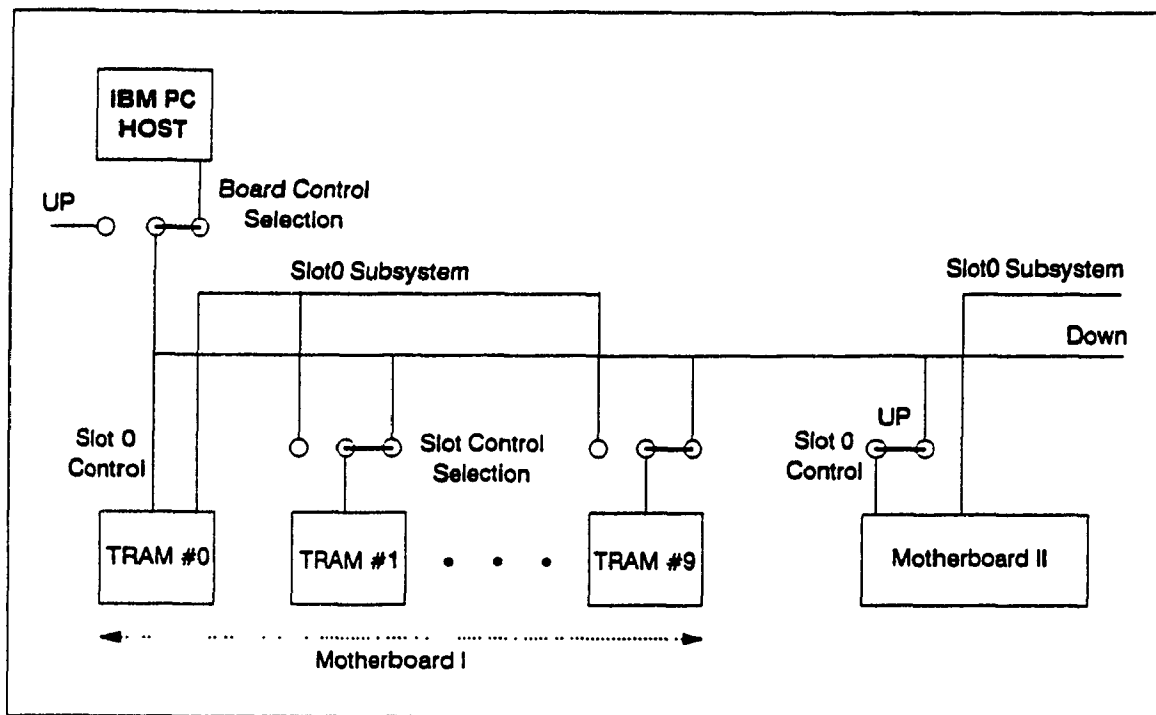 IBM PC
HOST
UP
Board Control
Selection
Slot0 Subsystem
Slot0 Subsystem
Down
Slot 0
Control
Slot Control
Selection
UP
Slot 0
Control
TRAM #0
TRAM #1
• • •
TRAM #9
Motherboard II
Motherboard I